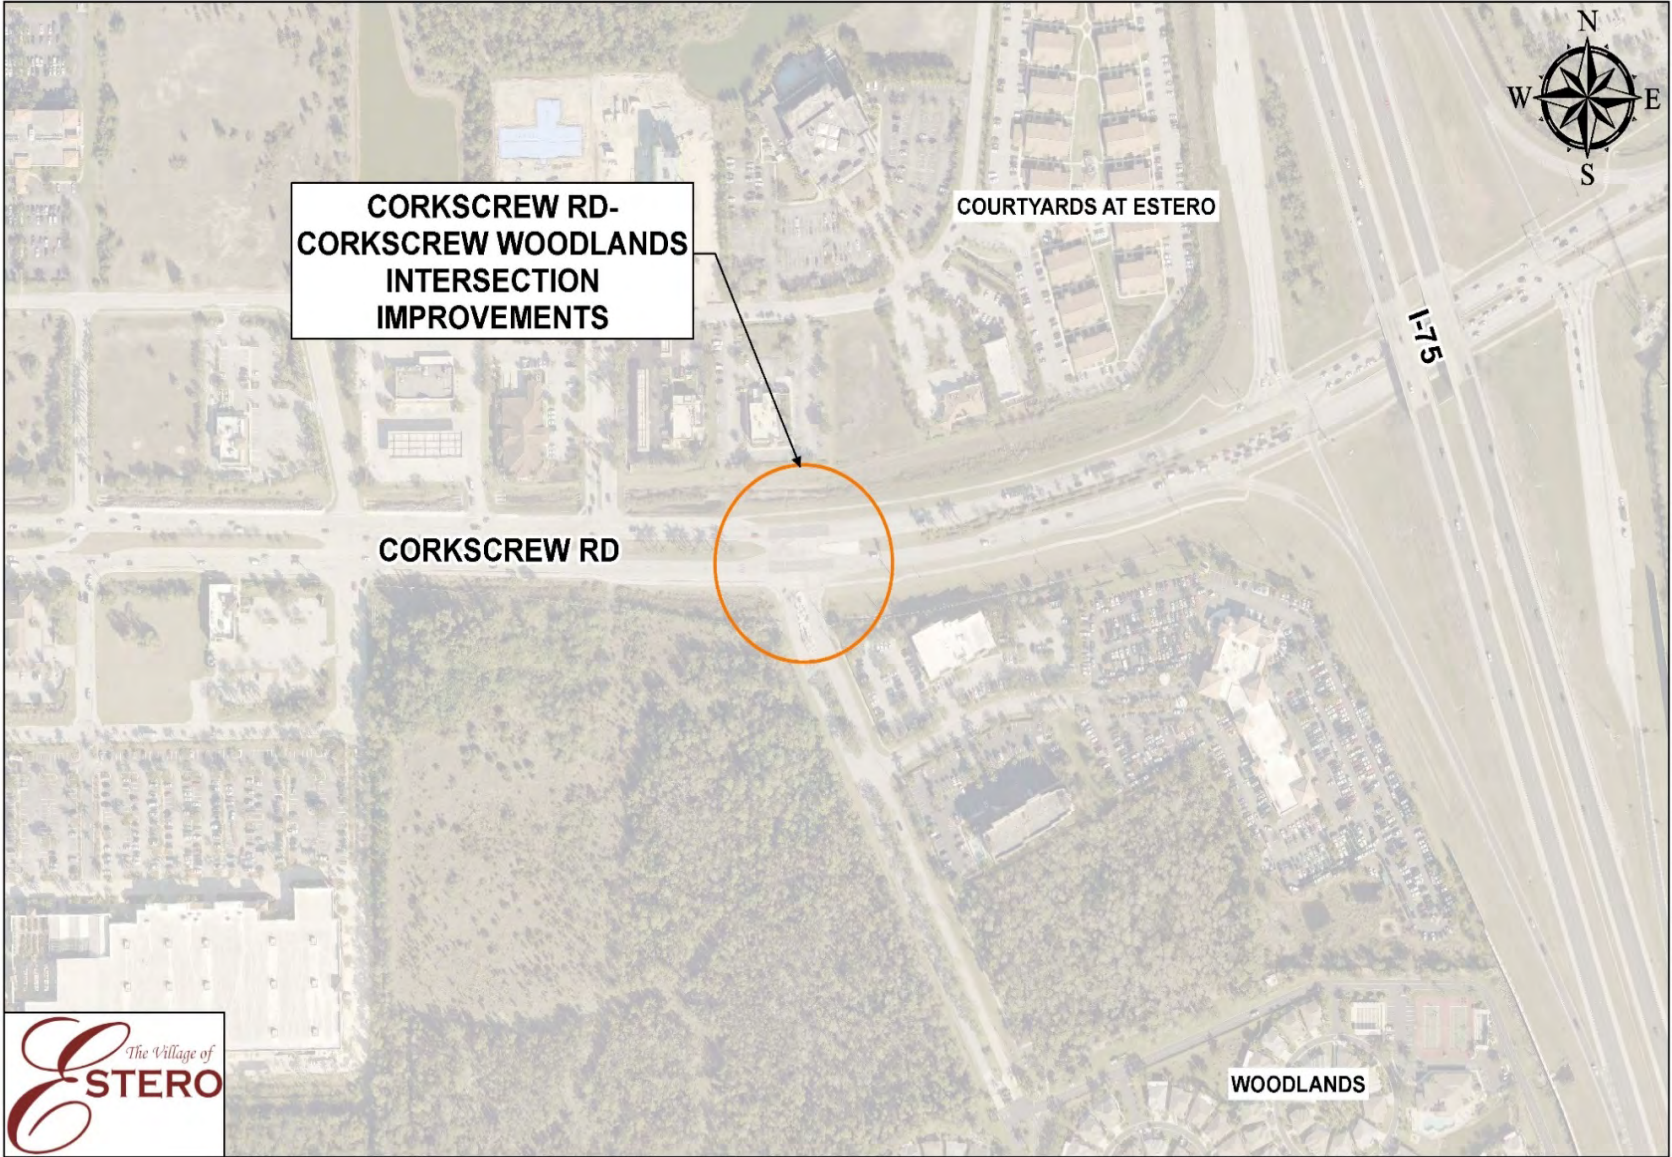 N
W
E
S
CORKSCREW RD-
CORKSCREW WOODLANDS
INTERSECTION
IMPROVEMENTS
COURTYARDS AT ESTERO
I-75
CORKSCREW RD
WOODLANDS
The Village of
ESTERO